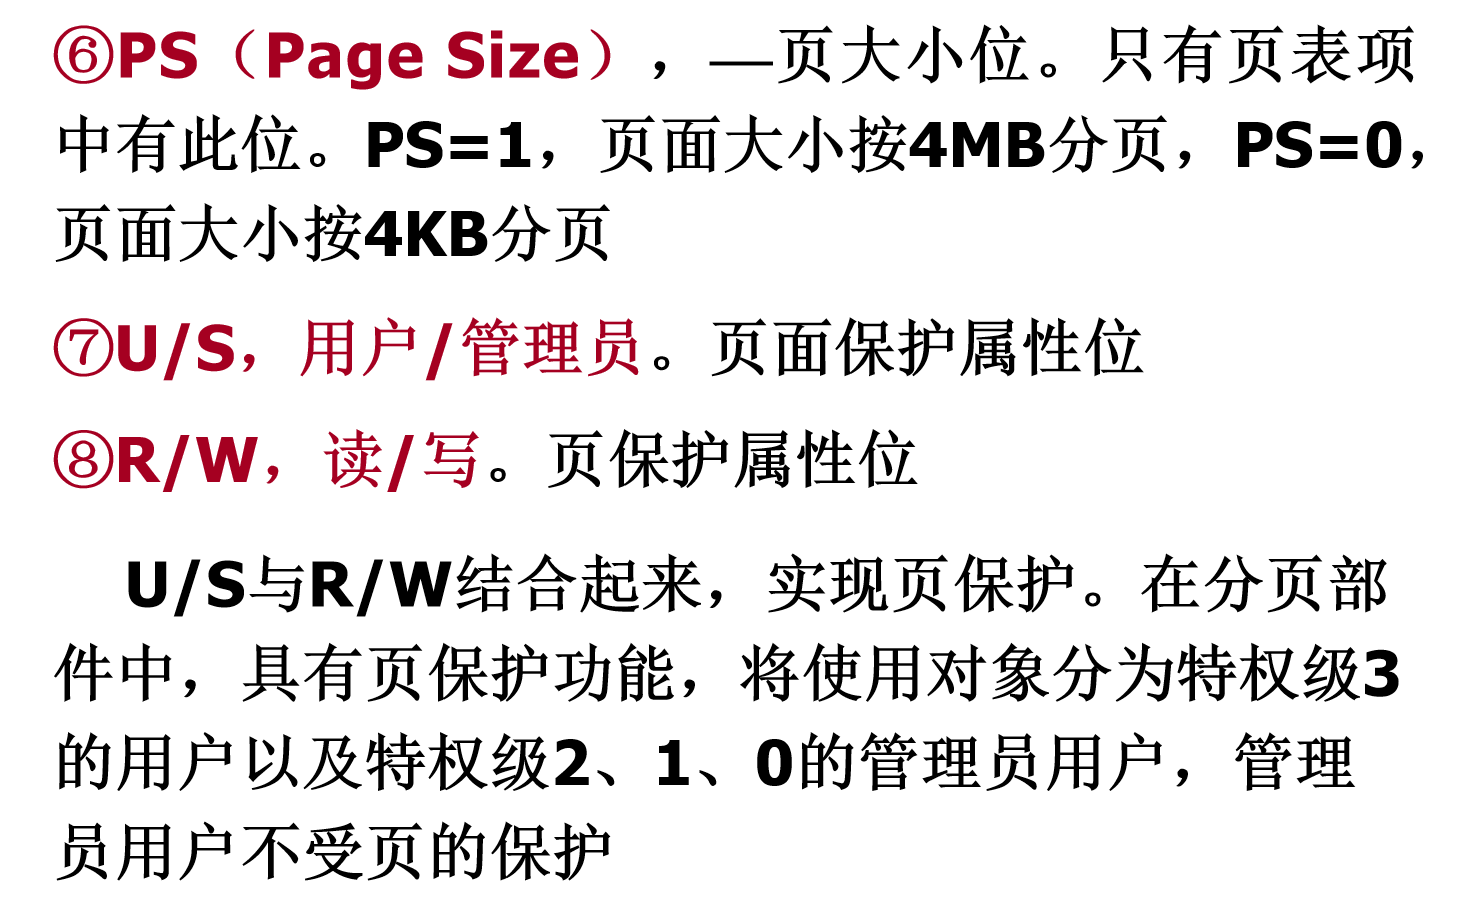 ⑥PS（Page Size），—页大小位。只有页表项
中有此位。PS=1，页面大小按4MB分页，PS=0，
页面大小按4KB分页
⑦U/S，用户/管理员。页面保护属性位
⑧R/W，读/写。页保护属性位
U/S与R/W结合起来，实现页保护。在分页部
件中，具有页保护功能，将使用对象分为特权级3
的用户以及特权级2、1、0的管理员用户，管理
员用户不受页的保护